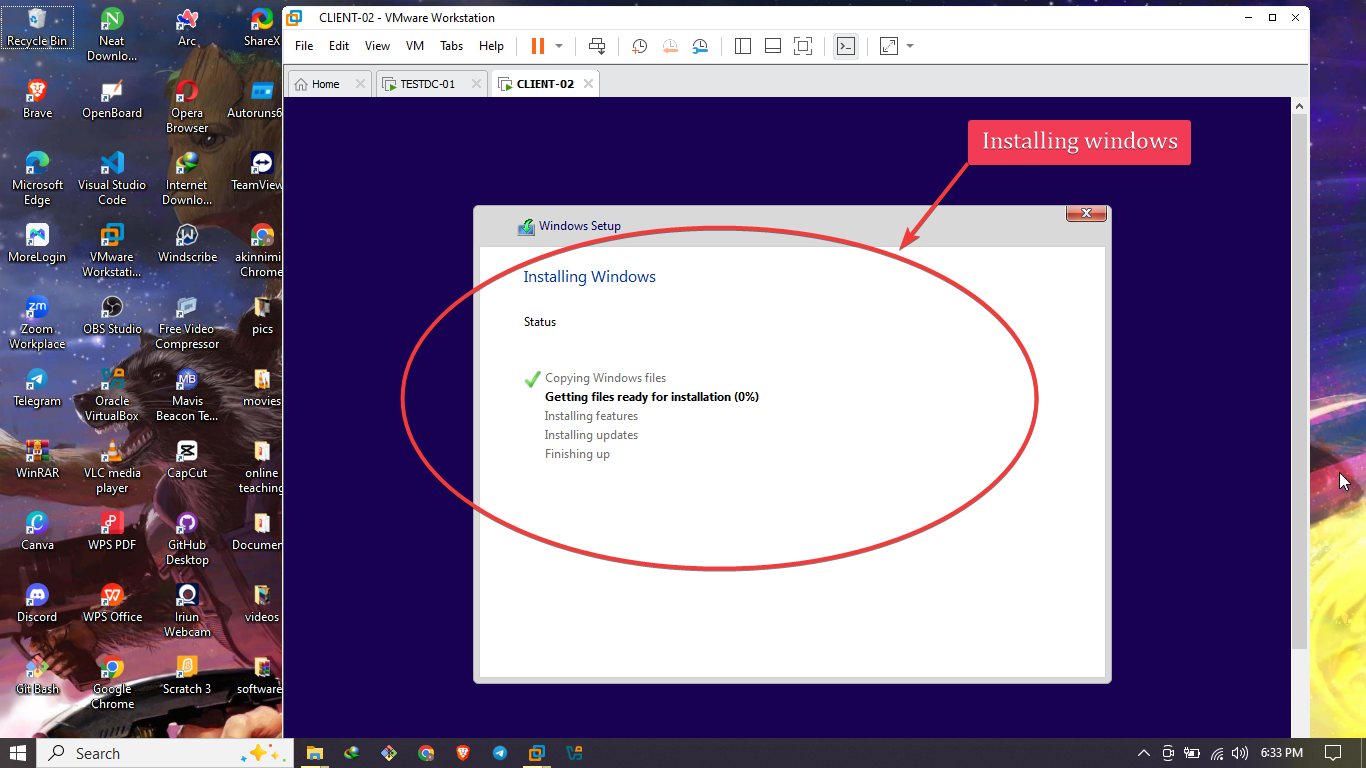 Recycle Bin
Neat
Downlo...
Arc
ShareX
Brave
OpenBoard
Opera
Browser
Autoruns6
Microsoft
Edge
Visual Studio
Code
Internet
Downlo...
TeamView
MoreLogin
VMware
Workstati...
Windscribe
akinnimi
Chrome
Zoom
Workplace
OBS Studio
Free Video
Compressor
pics
Telegram
Oracle
VirtualBox
Mavis
Beacon Te...
movies
WinRAR
VLC media
player
CapCut
online
teaching
Canva
WPS PDF
GitHub
Desktop
Documen
Discord
WPS Office
Iriun
Webcam
videos
Git Bash
Google
Chrome
Scratch 3
software
CLIENT-02 - VMware Workstation
File Edit View VM Tabs Help
Home TESTDC-01 CLIENT-02
Installing windows
Windows Setup
Installing Windows
Status
Copying Windows files
Getting files ready for installation (0%)
Installing features
Installing updates
Finishing up
Search
6:33 PM